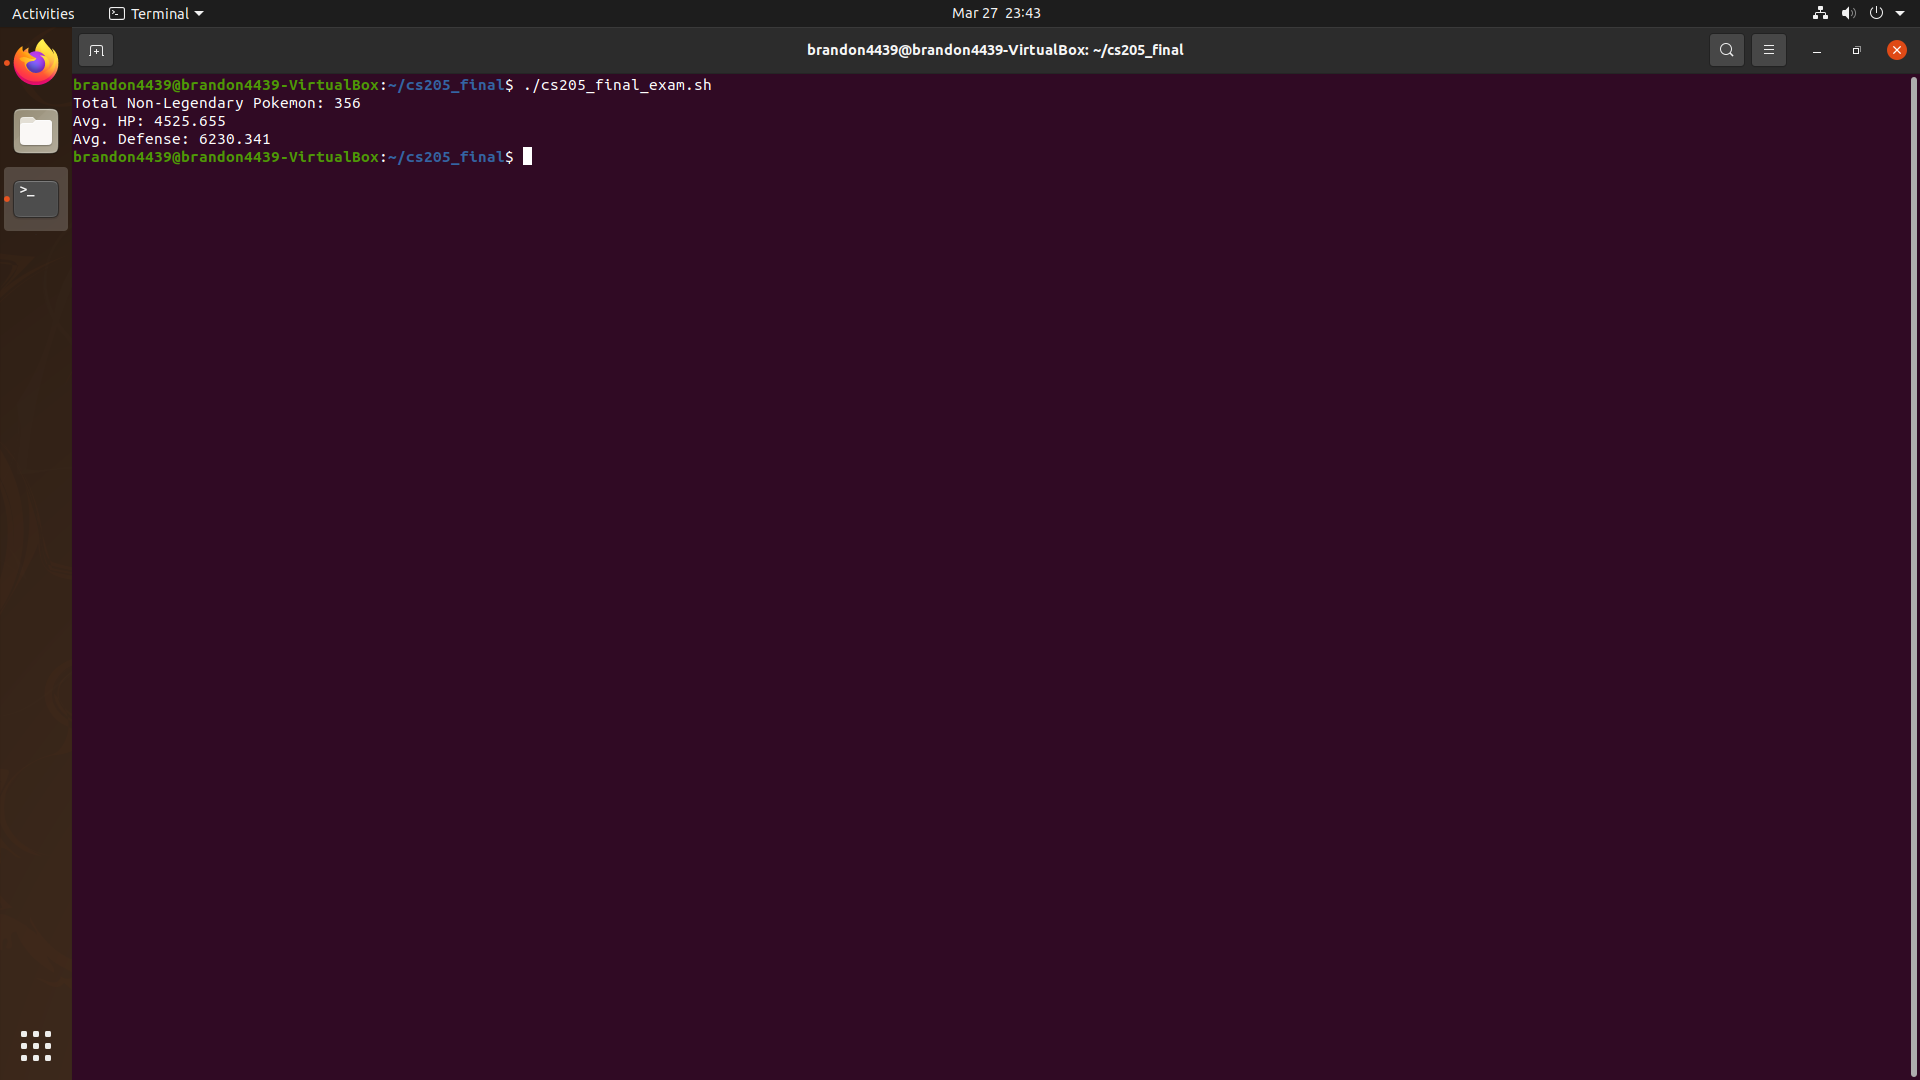 Activities
Terminal
Mar 27 23:43
brandon4439@brandon4439-VirtualBox: ~/cs205_final
brandon4439@brandon4439-VirtualBox:~/cs205_final$ ./cs205_final_exam.sh
Total Non-Legendary Pokemon: 356
Avg. HP: 4525.655
Avg. Defense: 6230.341
brandon4439@brandon4439-VirtualBox:~/cs205_final$